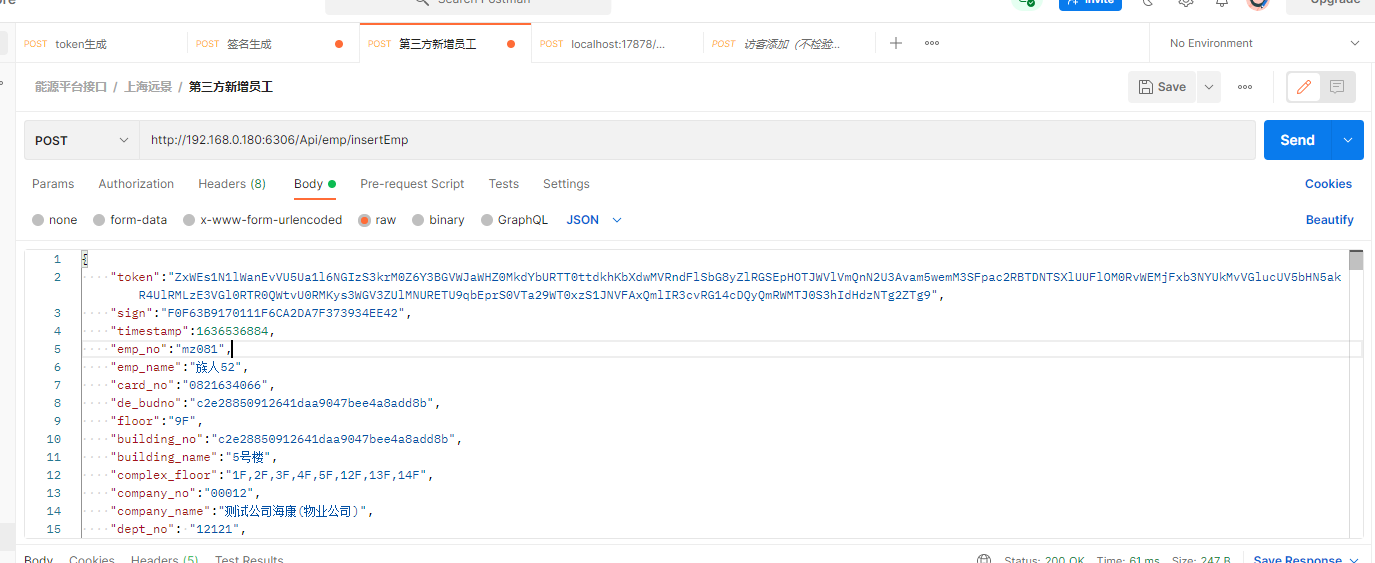 Search Postman
Invite
Upgrade
POST token生成
POST 签名生成
POST 第三方新增员工
POST localhost:17878/...
POST 访客添加（不检验...
No Environment
能源平台接口 / 上海远景 / 第三方新增员工
Save
POST
http://192.168.0.180:6306/Api/emp/insertEmp
Send
Params Authorization Headers (8) Body Pre-request Script Tests Settings
Cookies
none form-data x-www-form-urlencoded raw binary GraphQL JSON
Beautify
1 {
2 "token":"ZxWEs1N1lWanEvVU5Ua1l6NGIzS3krM0Z6Y3BGVWJaWHZ0MkdYbURTT0ttdkhKbXdwMVRndFlSbG8yZlRGSEpHOTJWVlVmQnN2U3Avam5wemM3SFpac2RBTDNTSXlUUFlOM0RvWEMjFxb3NYUkMvVGlucUV5bHN5ak
R4UlRMLzE3VGl0RTR0QWtvU0RMKys3WGV3ZUlMNURETU9qbEprS0VTa29WT0xzS1JNVFAxQmlIR3cvRG14cDQyQmRWMTJ0S3hIdHdzNTg2ZTg9",
3 "sign":"F0F63B9170111F6CA2DA7F373934EE42",
4 "timestamp":1636536884,
5 "emp_no":"mz081",
6 "emp_name":"族人52",
7 "card_no":"0821634066",
8 "de_budno":"c2e28850912641daa9047bee4a8add8b",
9 "floor":"9F",
10 "building_no":"c2e28850912641daa9047bee4a8add8b",
11 "building_name":"5号楼",
12 "complex_floor":"1F,2F,3F,4F,5F,12F,13F,14F",
13 "company_no":"00012",
14 "company_name":"测试公司海康(物业公司)",
15 "dept_no": "12121",
Body Cookies Headers (5) Test Results
Status: 200 OK Time: 61 ms Size: 247 B
Save Response